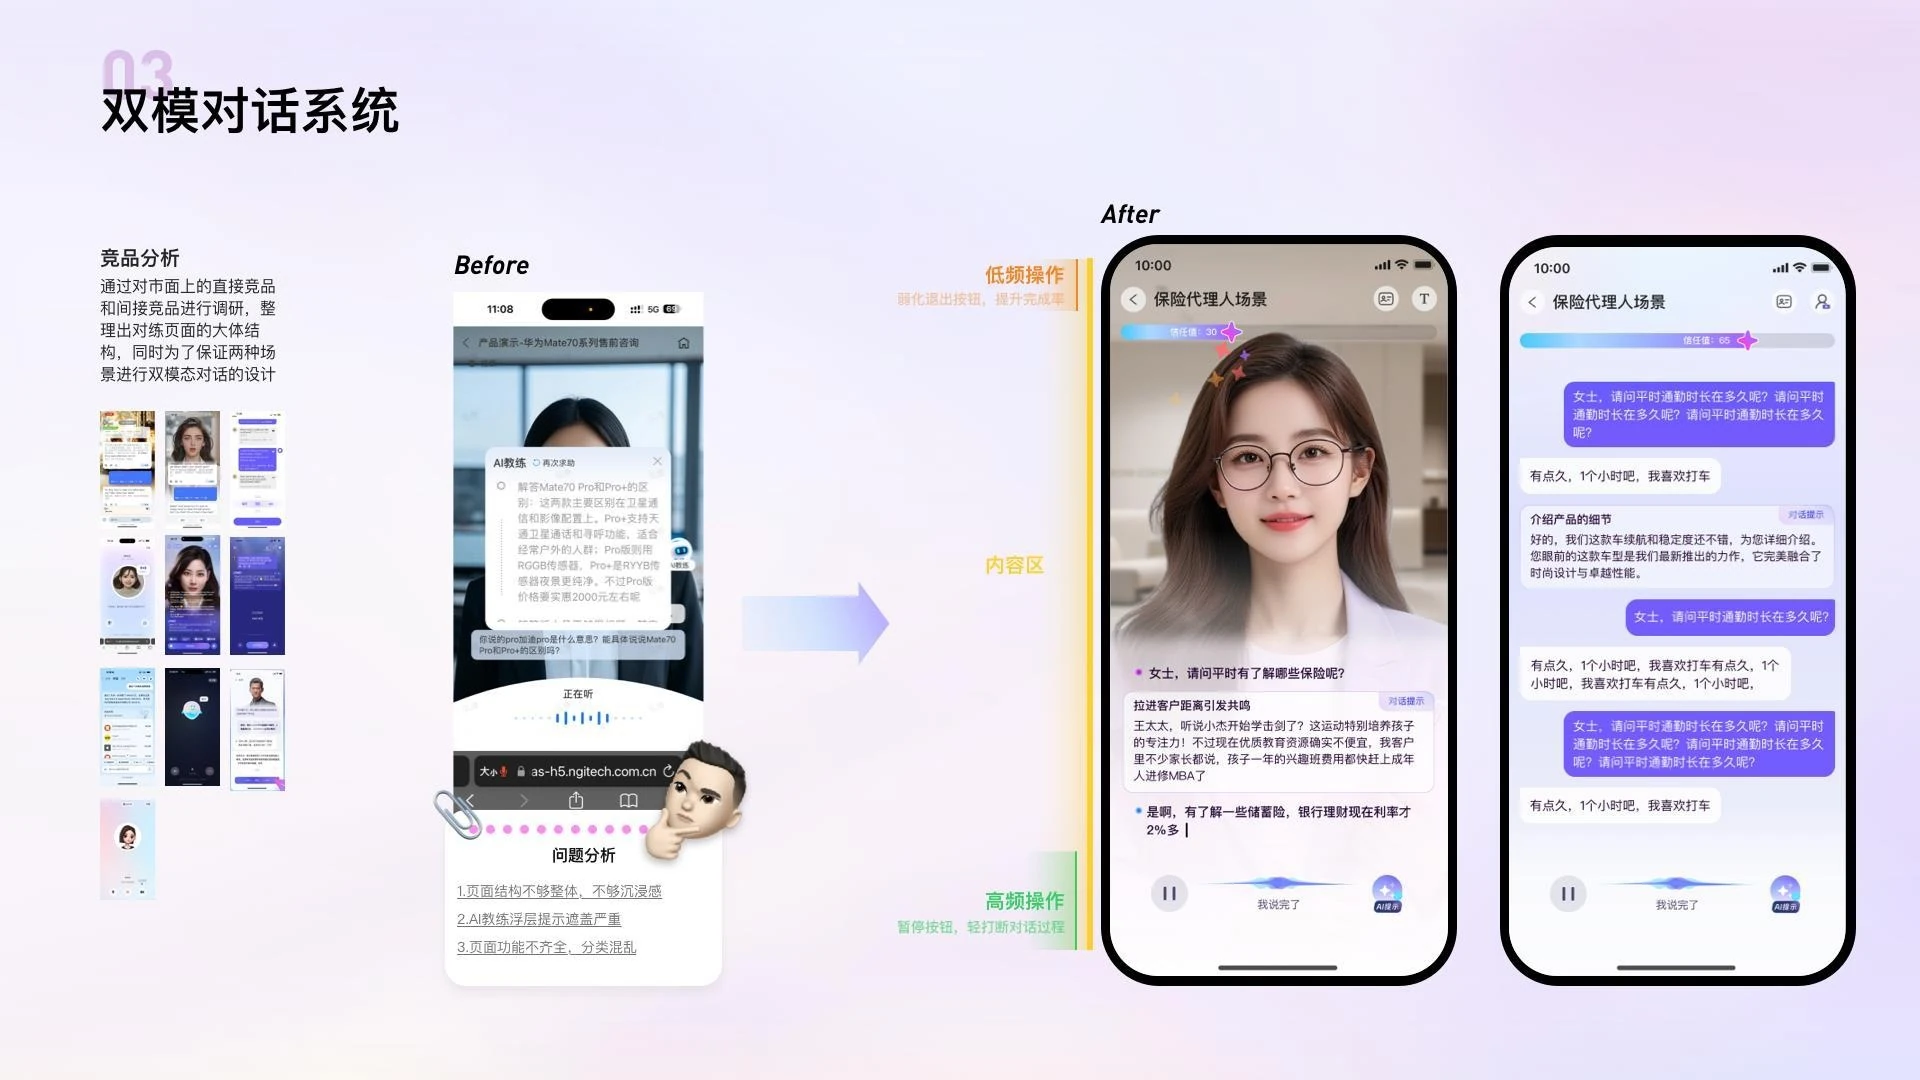 03
双模对话系统
竞品分析
通过对市面上的直接竞品
和间接竞品进行调研，整
理出对练页面的大体结
构，同时为了保证两种场
景进行双模态对话的设计
Before
11:08
5G
产品演示-华为Mate70系列售前咨询
AI教练
再次求助
解答Mate70 Pro和Pro+的区
别：这两款主要区别在卫星通
信和影像配置上。Pro+支持天
通卫星通话和寻呼功能，适合
经常户外的人群；Pro版则用
RGGB传感器，Pro+是RYYB传
感器夜景更纯净。不过Pro版
价格要实惠2000元左右呢
AI教练
你说的pro加迪pro是什么意思？能具体说说Mate70
Pro和Pro+的区别吗？
正在听
大小
as-h5.ngitech.com.cn
问题分析
1.页面结构不够整体，不够沉浸感
2.AI教练浮层提示遮盖严重
3.页面功能不齐全，分类混乱
低频操作
弱化退出按钮，提升完成率
内容区
高频操作
暂停按钮，轻打断对话过程
After
10:00
保险代理人场景
T
信任值：30
女士，请问平时有了解哪些保险呢？
拉进客户距离引发共鸣
对话提示
王太太，听说小杰开始学击剑了？这运动特别培养孩子
的专注力！不过现在优质教育资源确实不便宜，我客户
里不少家长都说，孩子一年的兴趣班费用都快赶上成年
人进修MBA了
是啊，有了解一些储蓄险，银行理财现在利率才
2%多
我说完了
AI提示
10:00
保险代理人场景
信任值：65
女士，请问平时通勤时长在多久呢？请问平时
通勤时长在多久呢？请问平时通勤时长在多久
呢？
有点久，1个小时吧，我喜欢打车
介绍产品的细节
对话提示
好的，我们这款车续航和稳定度还不错，为您详细介绍。
您眼前的这款车型是我们最新推出的力作，它完美融合了
时尚设计与卓越性能。
女士，请问平时通勤时长在多久呢？
有点久，1个小时吧，我喜欢打车有点久，1个
小时吧，我喜欢打车有点久，1个小时吧，
女士，请问平时通勤时长在多久呢？请问平时
通勤时长在多久呢？请问平时通勤时长在多久
呢？请问平时通勤时长在多久呢？
有点久，1个小时吧，我喜欢打车
我说完了
AI提示